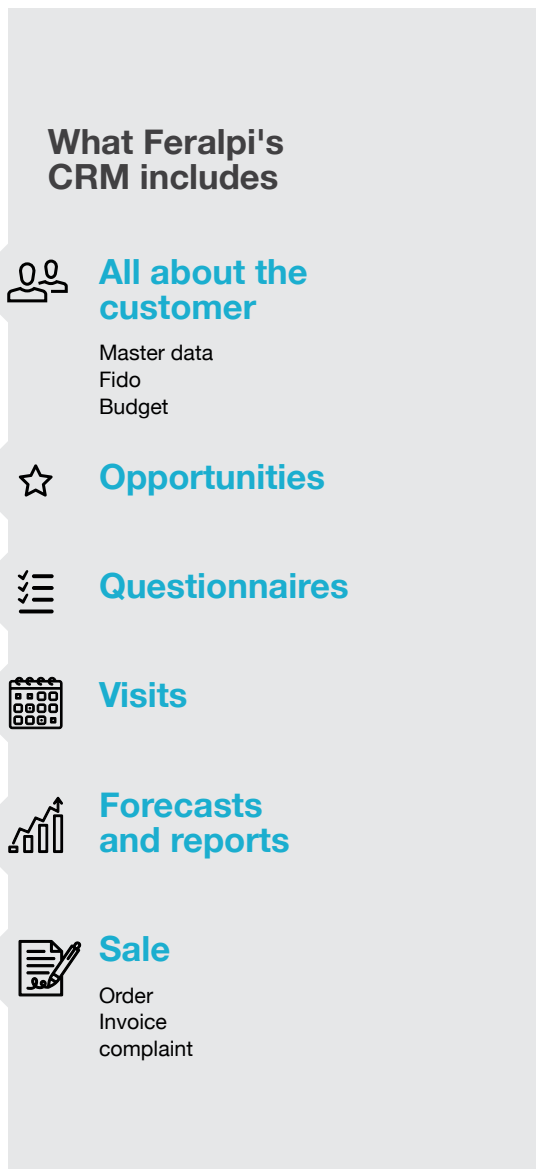 What Feralpi's
CRM includes
All about the
customer
Master data
Fido
Budget
Opportunities
Questionnaires
Visits
Forecasts
and reports
Sale
Order
Invoice
complaint